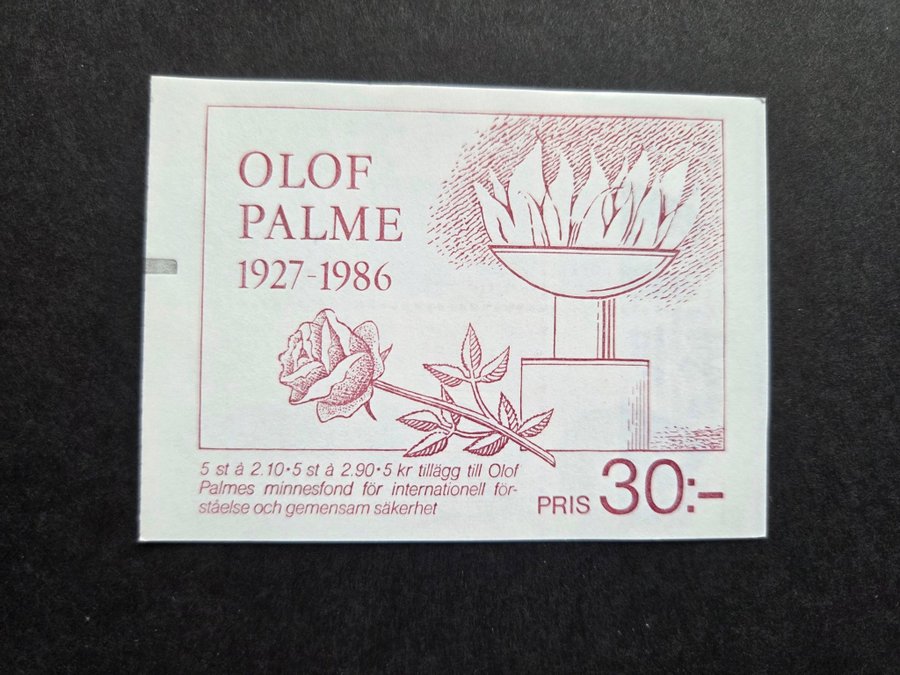 OLOF
PALME
1927-1986
5 st à 2.10•5 st à 2.90•5 kr tillägg till Olof
Palmes minnesfond för internationell för-
ståelse och gemensam säkerhet
PRIS 30:-